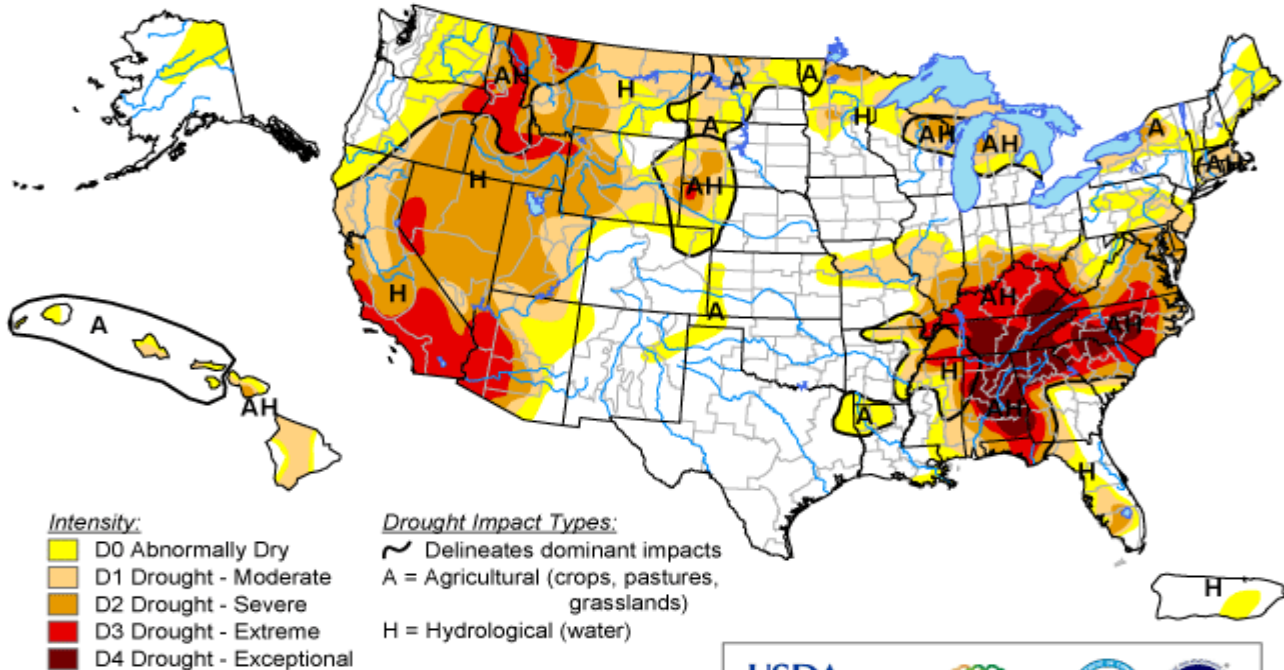 AH
H
A
A
A
H
AH
AH
A
AH
H
AH
H
A
AH
AH
H
AH
A
H
A
AH
H
Intensity:
D0 Abnormally Dry
D1 Drought - Moderate
D2 Drought - Severe
D3 Drought - Extreme
D4 Drought - Exceptional
Drought Impact Types:
Delineates dominant impacts
A = Agricultural (crops, pastures,
grasslands)
H = Hydrological (water)
USDA